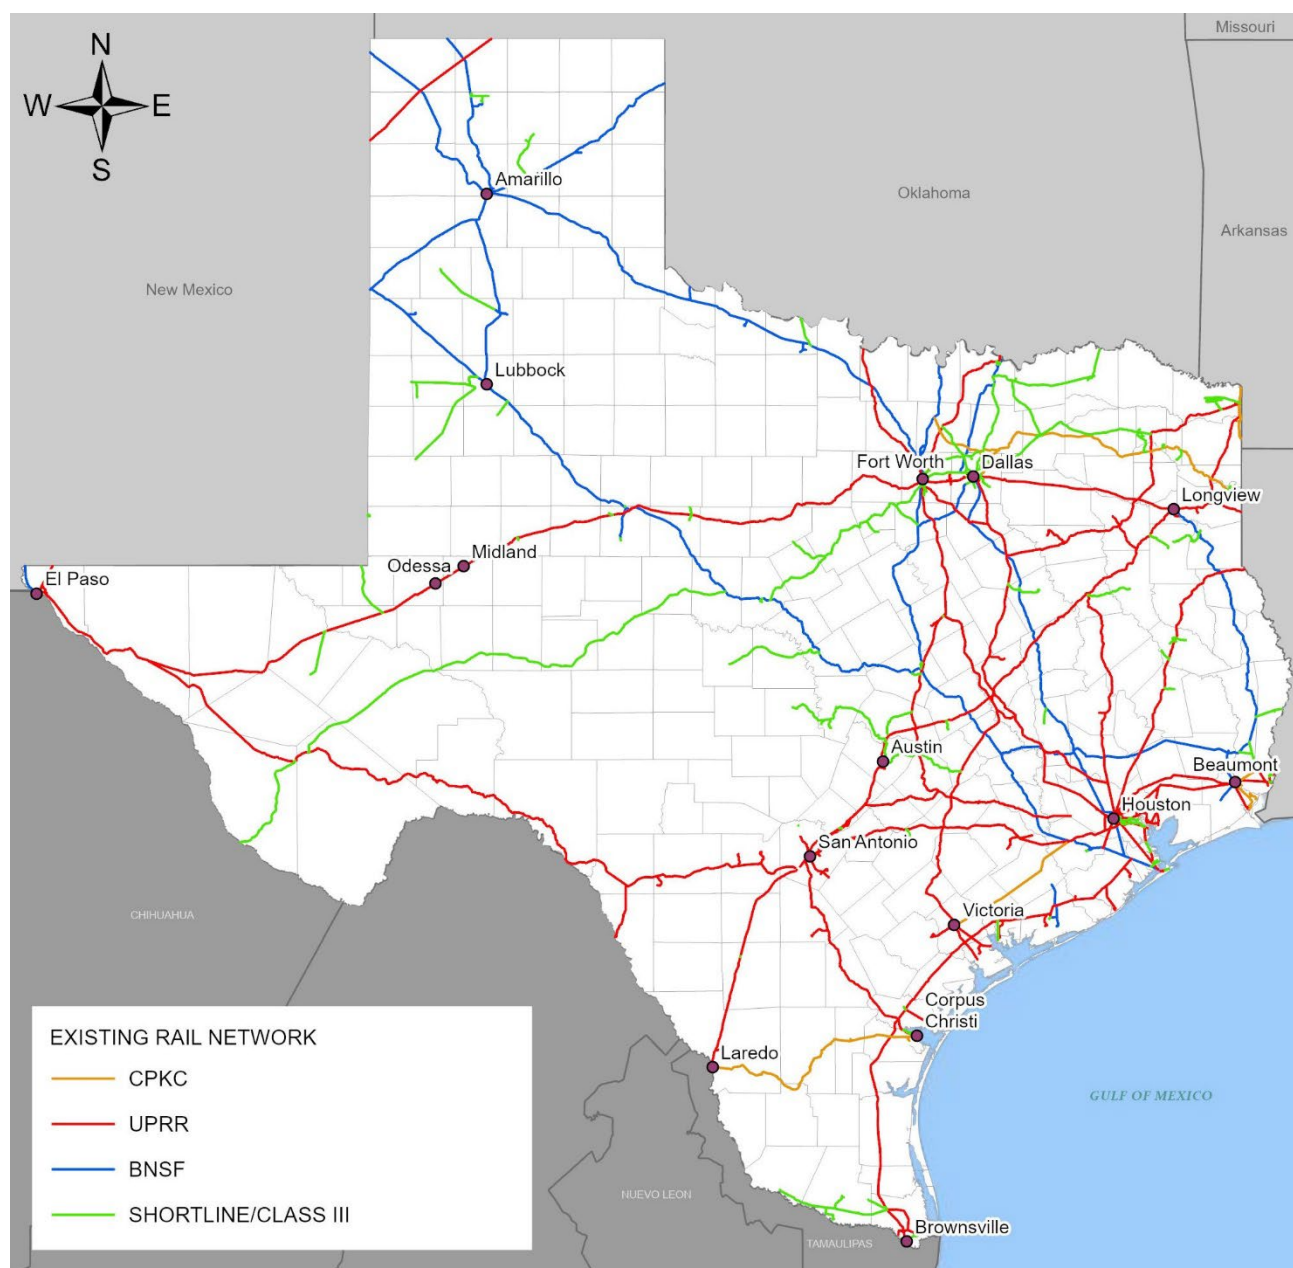 Missouri
N
W
E
S
Amarillo
Oklahoma
Arkansas
New Mexico
Lubbock
Fort Worth
Dallas
Longview
Midland
Odessa
El Paso
Austin
Beaumont
Houston
San Antonio
CHIHUAHUA
Victoria
Corpus
Christi
EXISTING RAIL NETWORK
CPKC
UPRR
BNSF
SHORTLINE/CLASS III
Laredo
GULF OF MEXICO
NUEVO LEON
Brownsville
TAMAULIPAS